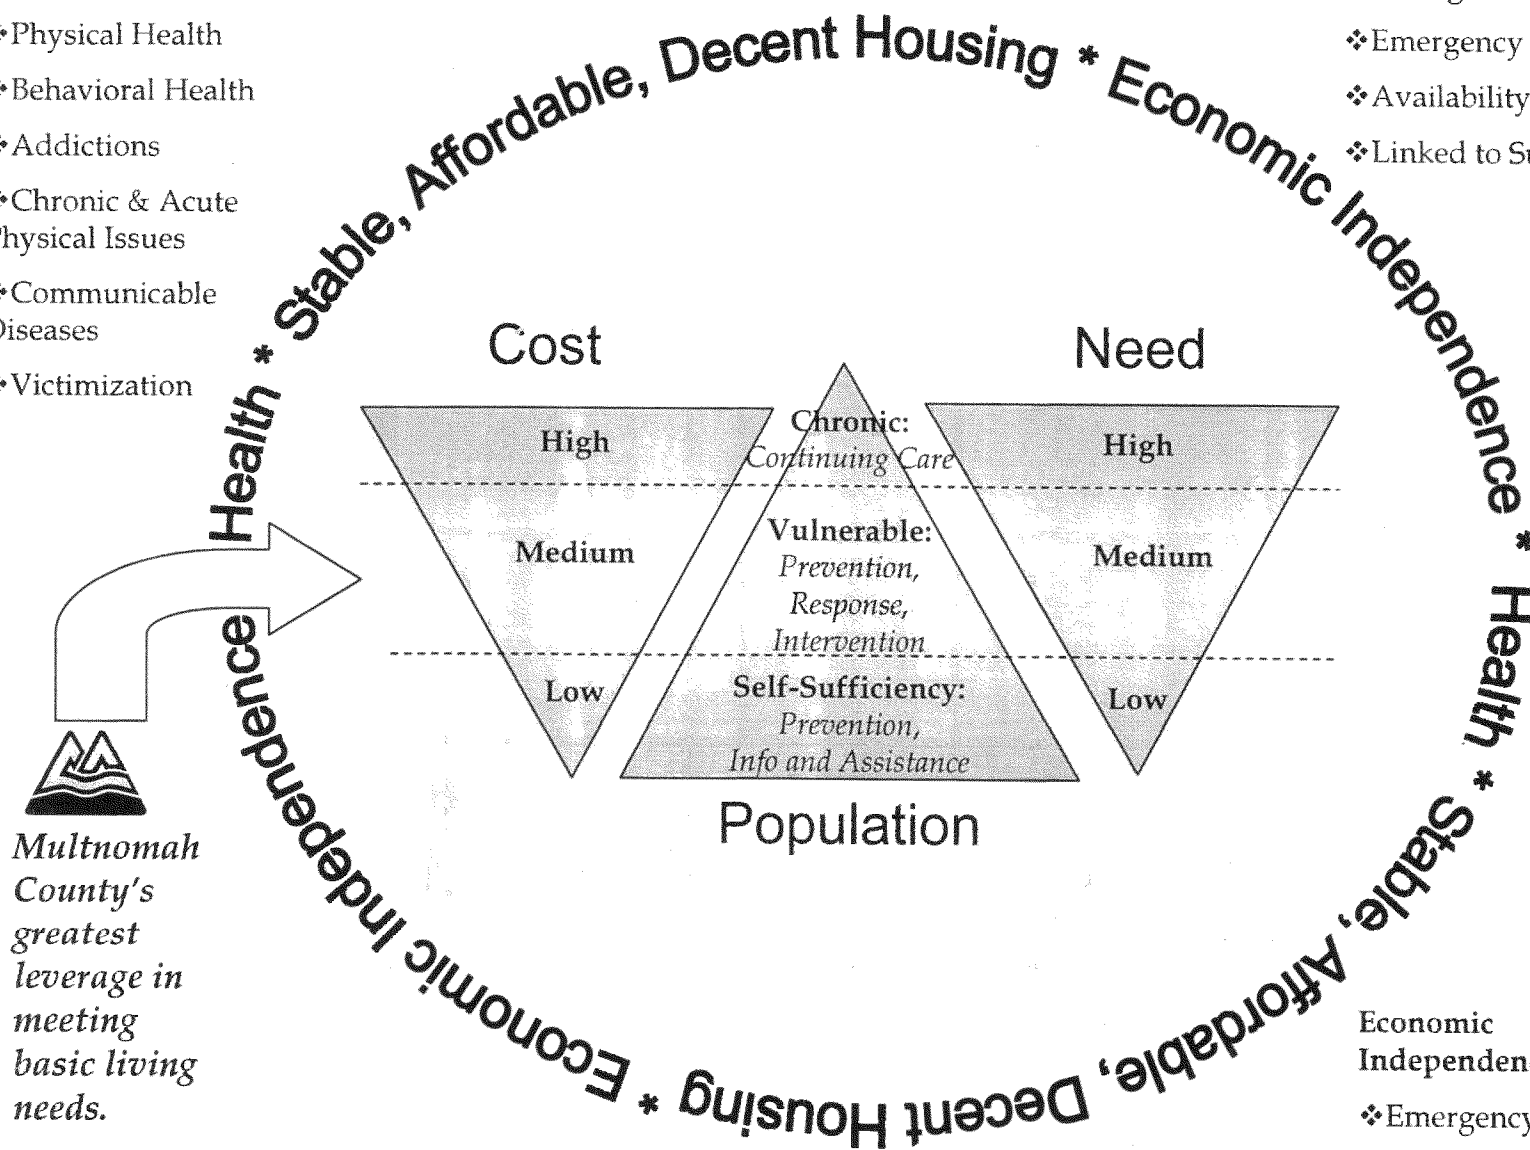 Physical Health
Behavioral Health
Addictions
Chronic & Acute
Physical Issues
Communicable
Diseases
Victimization
Emergency
Availability
Linked to
Health * Stable, Affordable, Decent Housing * Economic Independence *
Health * Stable, Affordable, Decent Housing * Economic Independence
Cost
High
Medium
Low
Chronic:
Continuing Care
Vulnerable:
Prevention,
Response,
Intervention
Self-Sufficiency:
Prevention,
Info and Assistance
Population
Need
High
Medium
Low
Multnomah
County's
greatest
leverage in
meeting
basic living
needs.
Economic
Independen
Emergency